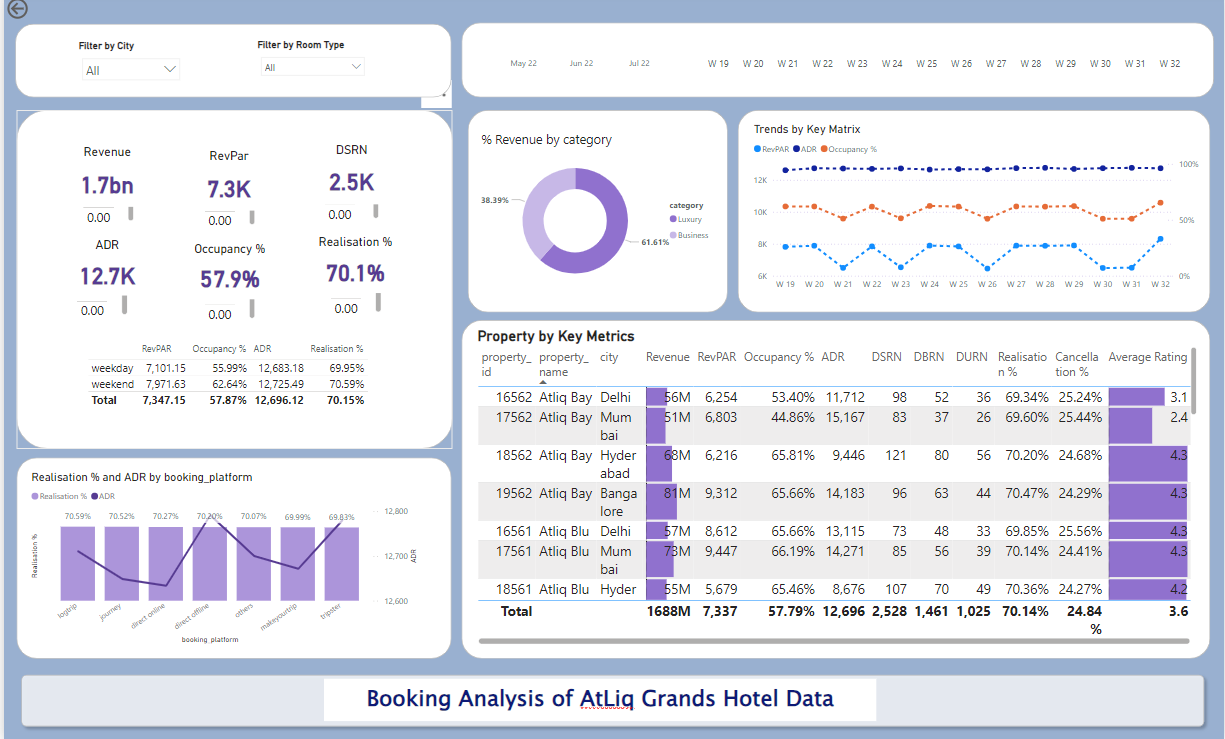 Filter by City
All
Filter by Room Type
All
May 22 Jun 22 Jul 22 W 19 W 20 W 21 W 22 W 23 W 24 W 25 W 26 W 27 W 28 W 29 W 30 W 31 W 32
Revenue
1.7bn
0.00
RevPar
7.3K
0.00
DSRN
2.5K
0.00
ADR
12.7K
0.00
Occupancy %
57.9%
0.00
Realisation %
70.1%
0.00
RevPAR Occupancy % ADR Realisation %
weekday 7,101.15 55.99% 12,683.18 69.95%
weekend 7,971.63 62.64% 12,725.49 70.59%
Total 7,347.15 57.87% 12,696.12 70.15%
% Revenue by category
38.39%
61.61%
category
Luxury
Business
Trends by Key Matrix
RevPAR ADR Occupancy %
12K
10K
8K
6K
100%
50%
0%
W 19 W 20 W 21 W 22 W 23 W 24 W 25 W 26 W 27 W 28 W 29 W 30 W 31 W 32
Realisation % and ADR by booking_platform
Realisation % ADR
70.59% 70.52% 70.27% 70.20% 70.07% 69.99% 69.83%
Realisation %
12,800
12,700
12,600
ADR
logtrip journey direct online direct offline others makeyourtrip tripster
booking_platform
Property by Key Metrics
property_ property_ city Revenue RevPAR Occupancy % ADR DSRN DBRN DURN Realisatio Cancella Average Rating
id name n % tion %
16562 Atliq Bay Delhi 56M 6,254 53.40% 11,712 98 52 36 69.34% 25.24% 3.1
17562 Atliq Bay Mum 51M 6,803 44.86% 15,167 83 37 26 69.60% 25.44% 2.4
bai
18562 Atliq Bay Hyder 68M 6,216 65.81% 9,446 121 80 56 70.20% 24.68% 4.3
abad
19562 Atliq Bay Banga 81M 9,312 65.66% 14,183 96 63 44 70.47% 24.29% 4.3
lore
16561 Atliq Blu Delhi 57M 8,612 65.66% 13,115 73 48 33 69.85% 25.56% 4.3
17561 Atliq Blu Mum 73M 9,447 66.19% 14,271 85 56 39 70.14% 24.41% 4.3
bai
18561 Atliq Blu Hyder 55M 5,679 65.46% 8,676 107 70 49 70.36% 24.27% 4.2
Total 1688M 7,337 57.79% 12,696 2,528 1,461 1,025 70.14% 24.84 3.6
%
Booking Analysis of AtLiq Grands Hotel Data